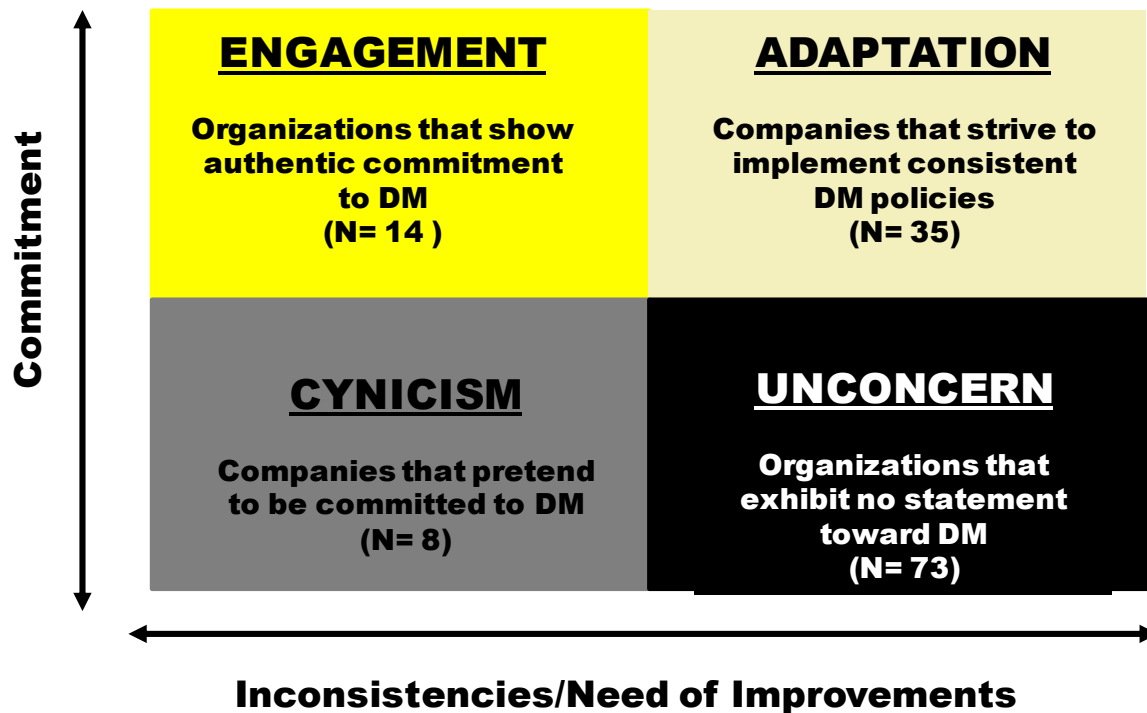 Commitment
ENGAGEMENT
Organizations that show
authentic commitment
to DM
(N= 14 )
ADAPTATION
Companies that strive to
implement consistent
DM policies
(N= 35)
CYNICISM
Companies that pretend
to be committed to DM
(N= 8)
UNCONCERN
Organizations that
exhibit no statement
toward DM
(N= 73)
Inconsistencies/Need of Improvements